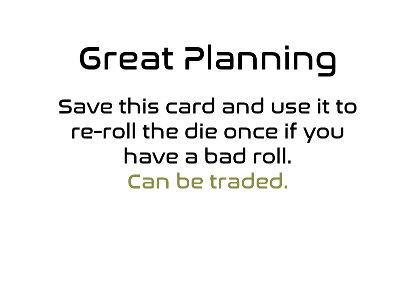 Great Planning
Save this card and use it to
re-roll the die once if you
have a bad roll.
Can be traded.